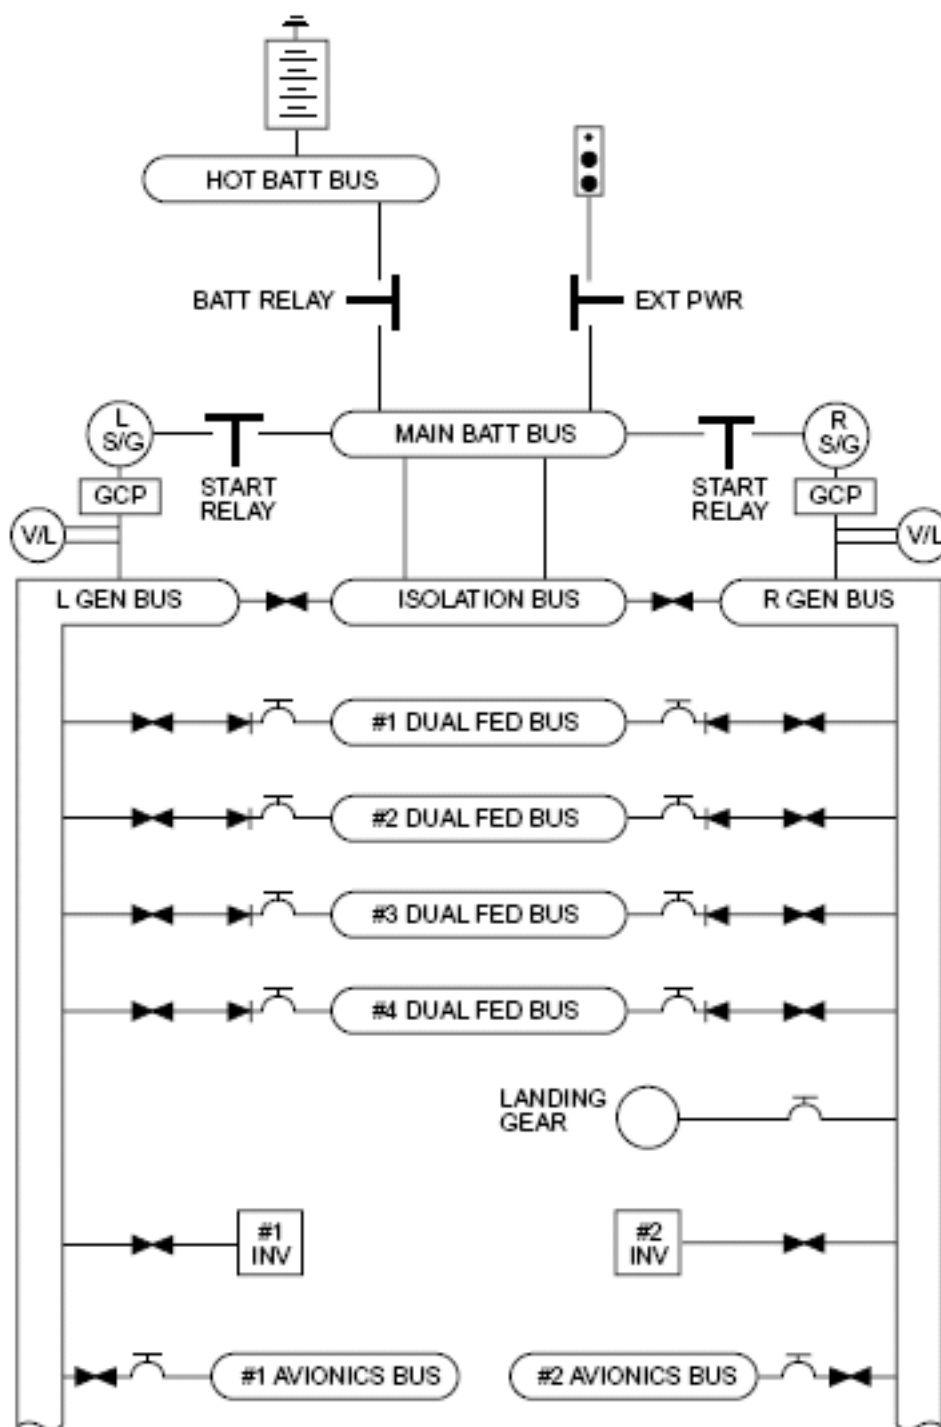 HOT BATT BUS
BATT RELAY
EXT PWR
L
S/G
MAIN BATT BUS
R
S/G
START
RELAY
START
RELAY
GCP
GCP
V/L
V/L
L GEN BUS
ISOLATION BUS
R GEN BUS
#1 DUAL FED BUS
#2 DUAL FED BUS
#3 DUAL FED BUS
#4 DUAL FED BUS
LANDING
GEAR
#1
INV
#2
INV
#1 AVIONICS BUS
#2 AVIONICS BUS